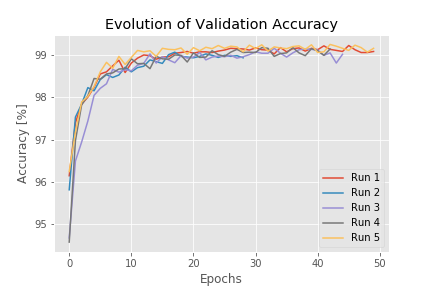 Evolution of Validation Accuracy
Accuracy [%]
99
98
97
96
95
0 10 20 30 40 50
Epochs
Run 1
Run 2
Run 3
Run 4
Run 5